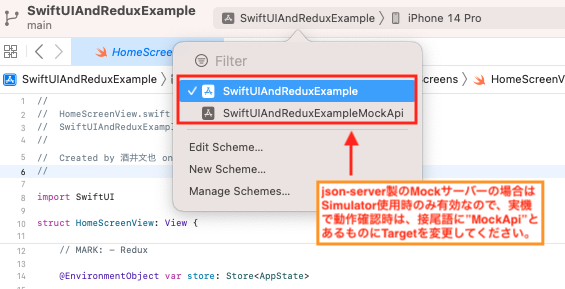 SwiftUIAndReduxExample
main
SwiftUIAndReduxExample
iPhone 14 Pro
HomeScreen
Filter
SwiftUIAndReduxExample
creens
HomeScreenV
SwiftUIAndReduxExample
SwiftUIAndReduxExampleMockApi
Edit Scheme...
New Scheme...
Manage Schemes...
1 //
2 // HomeScreenView.swift
3 // SwiftUIAndReduxExampl
4 //
5 // Created by 酒井文也 on
6 //
7
8 import SwiftUI
9
10 struct HomeScreenView: View {
11
12 // MARK: - Redux
13
14 @EnvironmentObject var store: Store<AppState>
json-server製のMockサーバーの場合は
Simulator使用時のみ有効なので、実機
で動作確認時は、接尾語に”MockApi”と
あるものにTargetを変更してください。